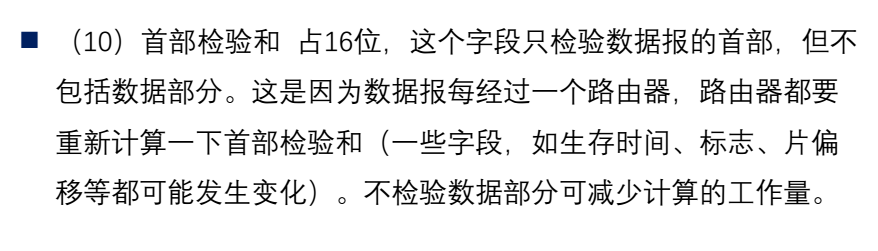 ■ （10）首部检验和 占16位，这个字段只检验数据报的首部，但不
包括数据部分。这是因为数据报每经过一个路由器，路由器都要
重新计算一下首部检验和（一些字段，如生存时间、标志、片偏
移等都可能发生变化）。不检验数据部分可减少计算的工作量。